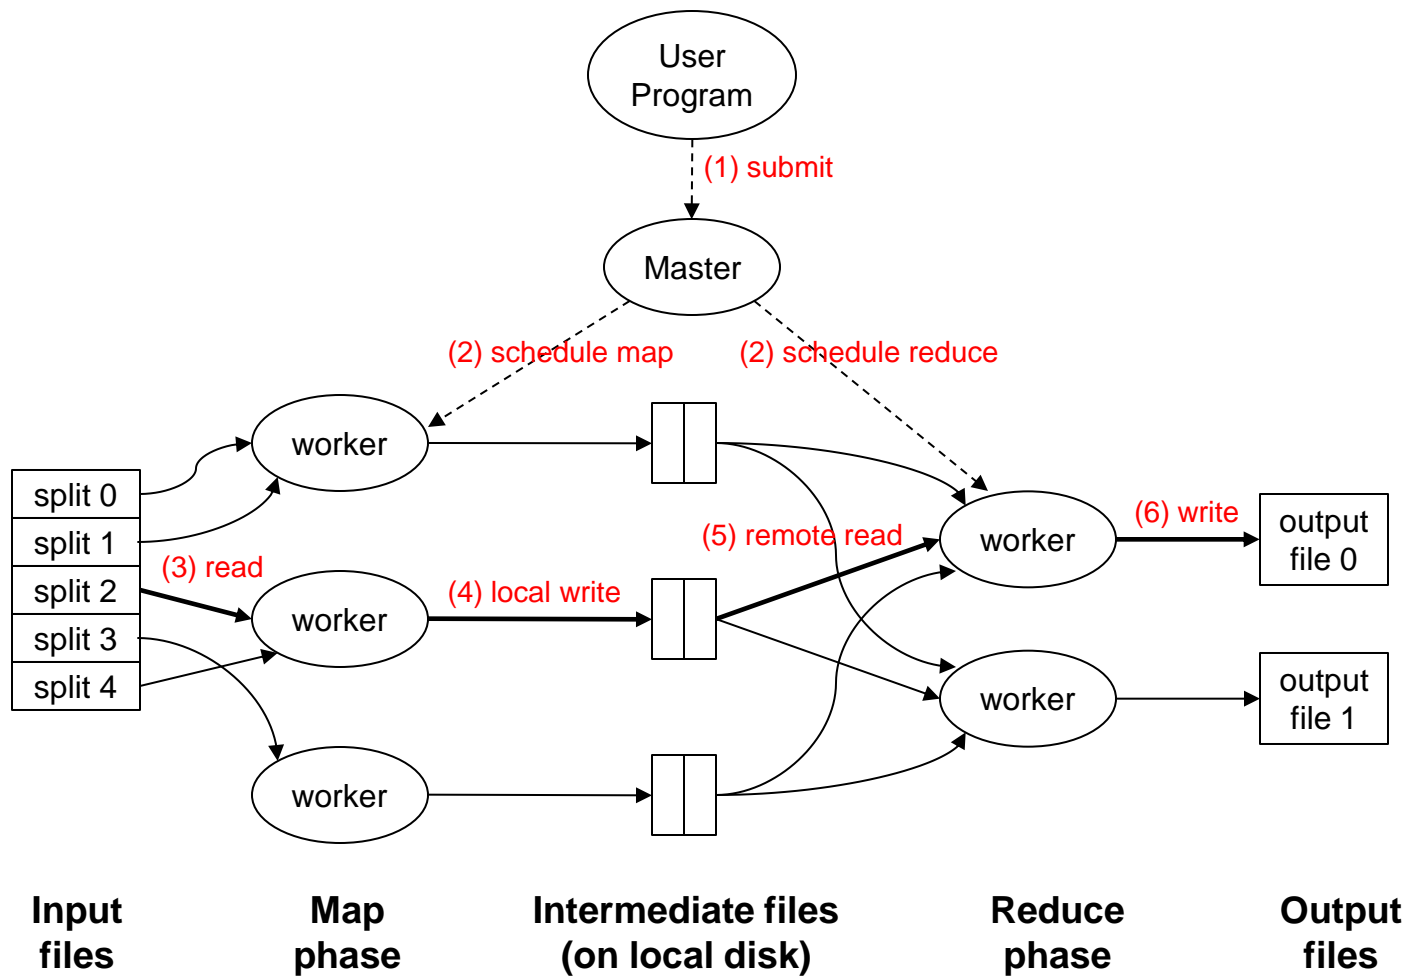 User
Program
(1) submit
Master
(2) schedule map
(2) schedule reduce
worker
split 0
split 1
split 2
split 3
split 4
(3) read
worker
(4) local write
worker
(5) remote read
worker
(6) write
output
file 0
worker
output
file 1
Input
files
Map
phase
Intermediate files
(on local disk)
Reduce
phase
Output
files